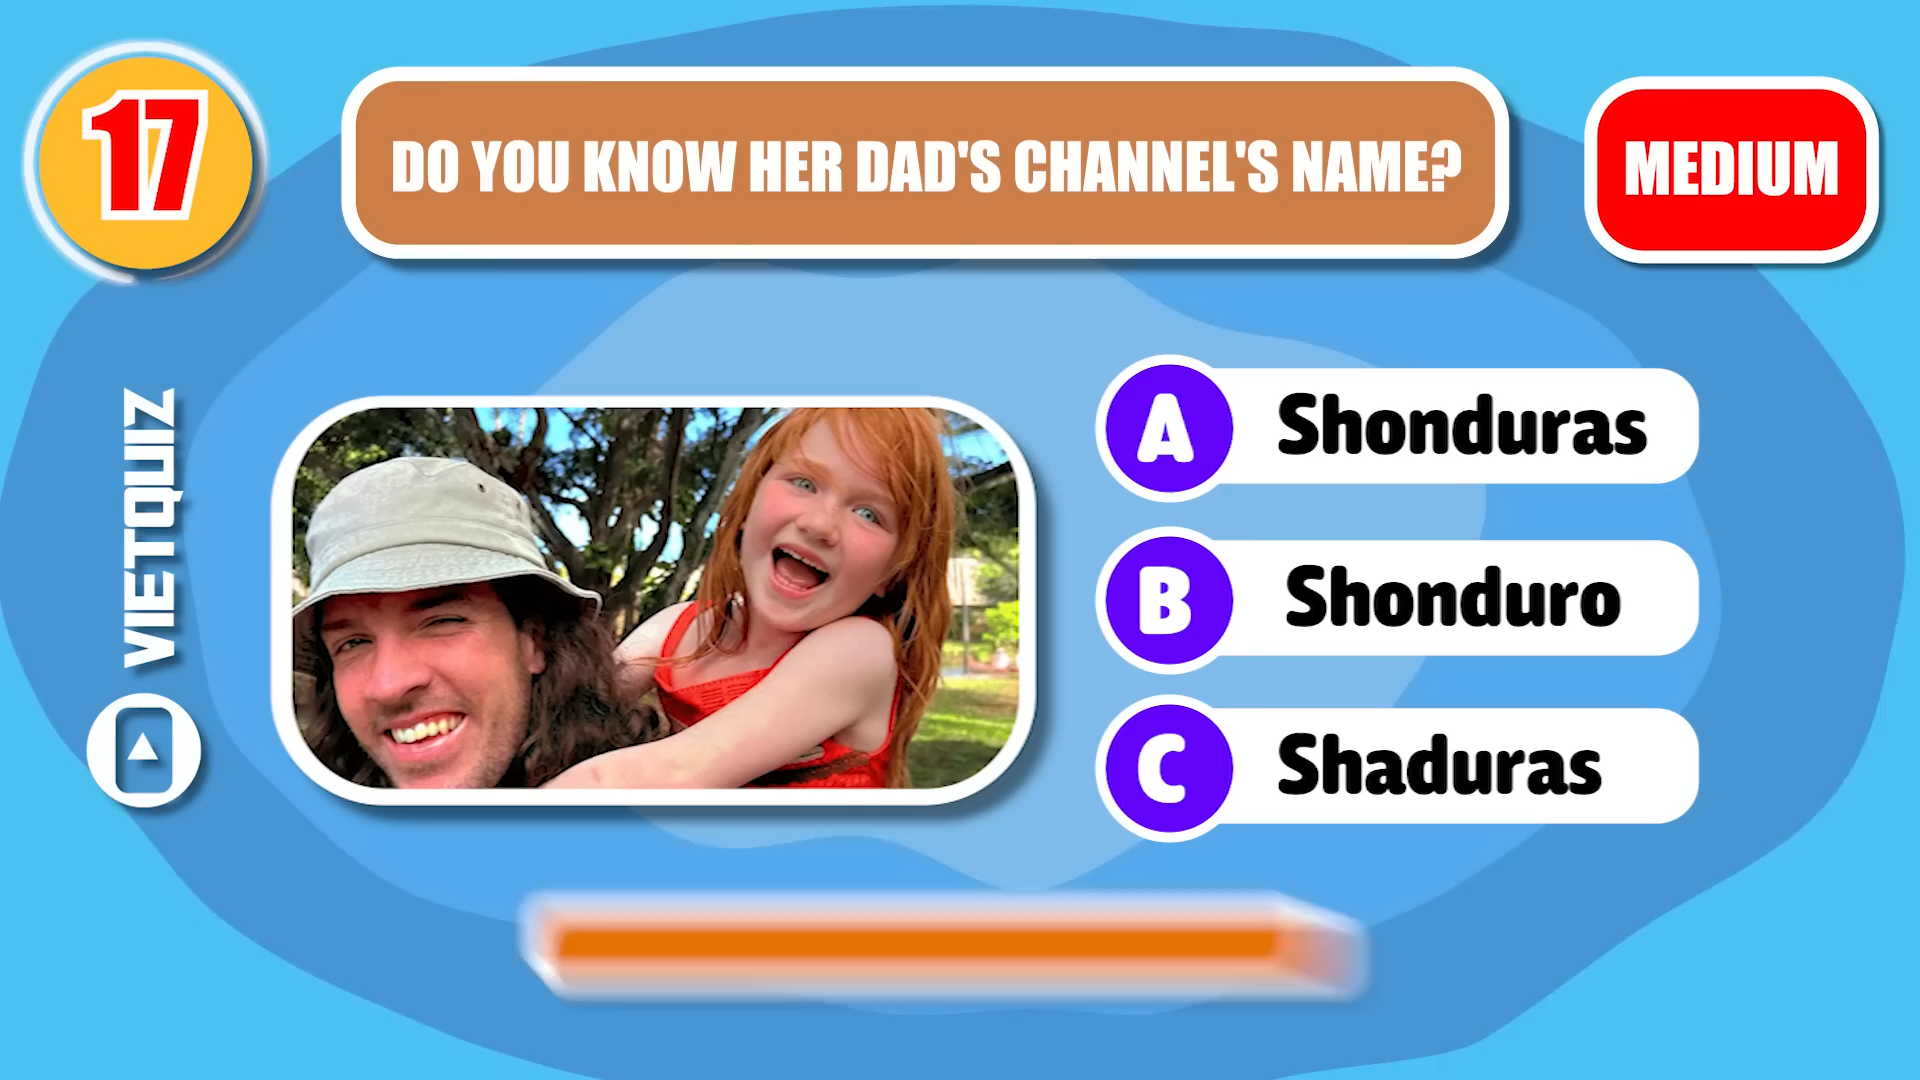 17
DO YOU KNOW HER DAD'S CHANNEL'S NAME?
MEDIUM
VIETQUIZ
A Shonduras
B Shonduro
C Shaduras